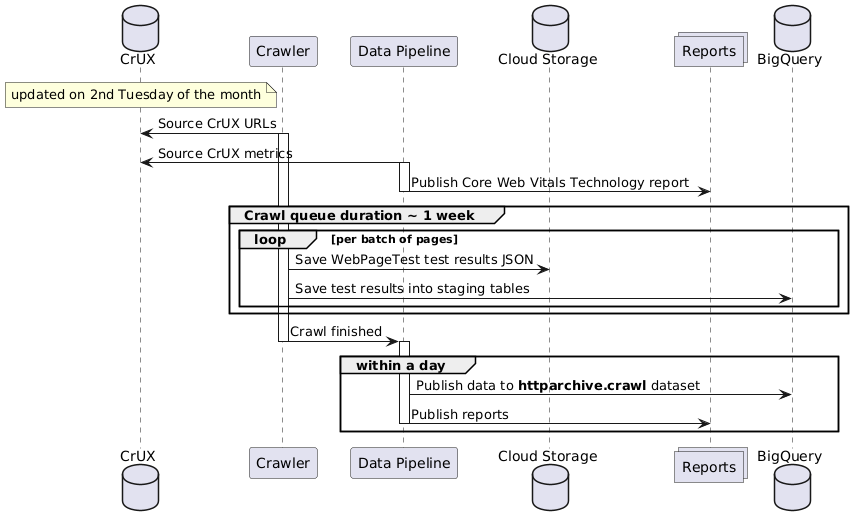 CrUX
Crawler
Data Pipeline
Cloud Storage
Reports
BigQuery
updated on 2nd Tuesday of the month
Source CrUX URLs
Source CrUX metrics
Publish Core Web Vitals Technology report
Crawl queue duration ~ 1 week
loop [per batch of pages]
Save WebPageTest test results JSON
Save test results into staging tables
Crawl finished
within a day
Publish data to httparchive.crawl dataset
Publish reports
CrUX
Crawler
Data Pipeline
Cloud Storage
Reports
BigQuery